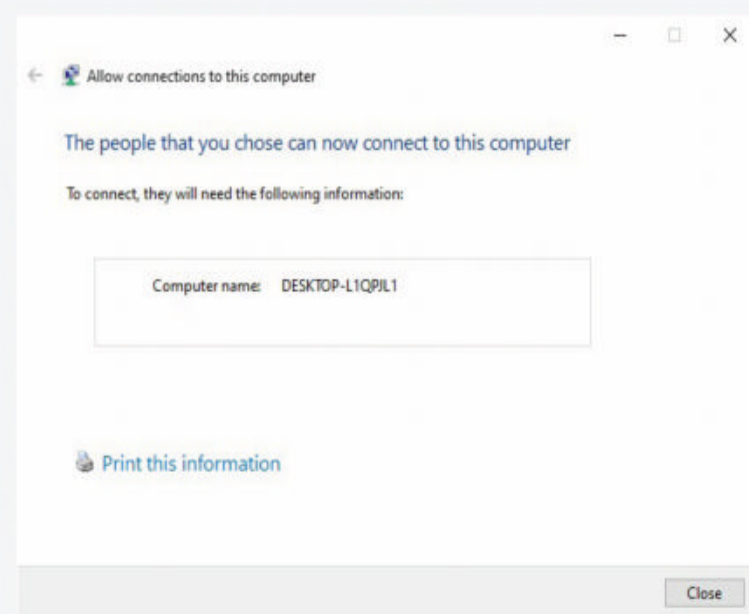 Allow connections to this computer
The people that you chose can now connect to this computer
To connect, they will need the following information:
Computer name: DESKTOP-L1QPJL1
Print this information
Close